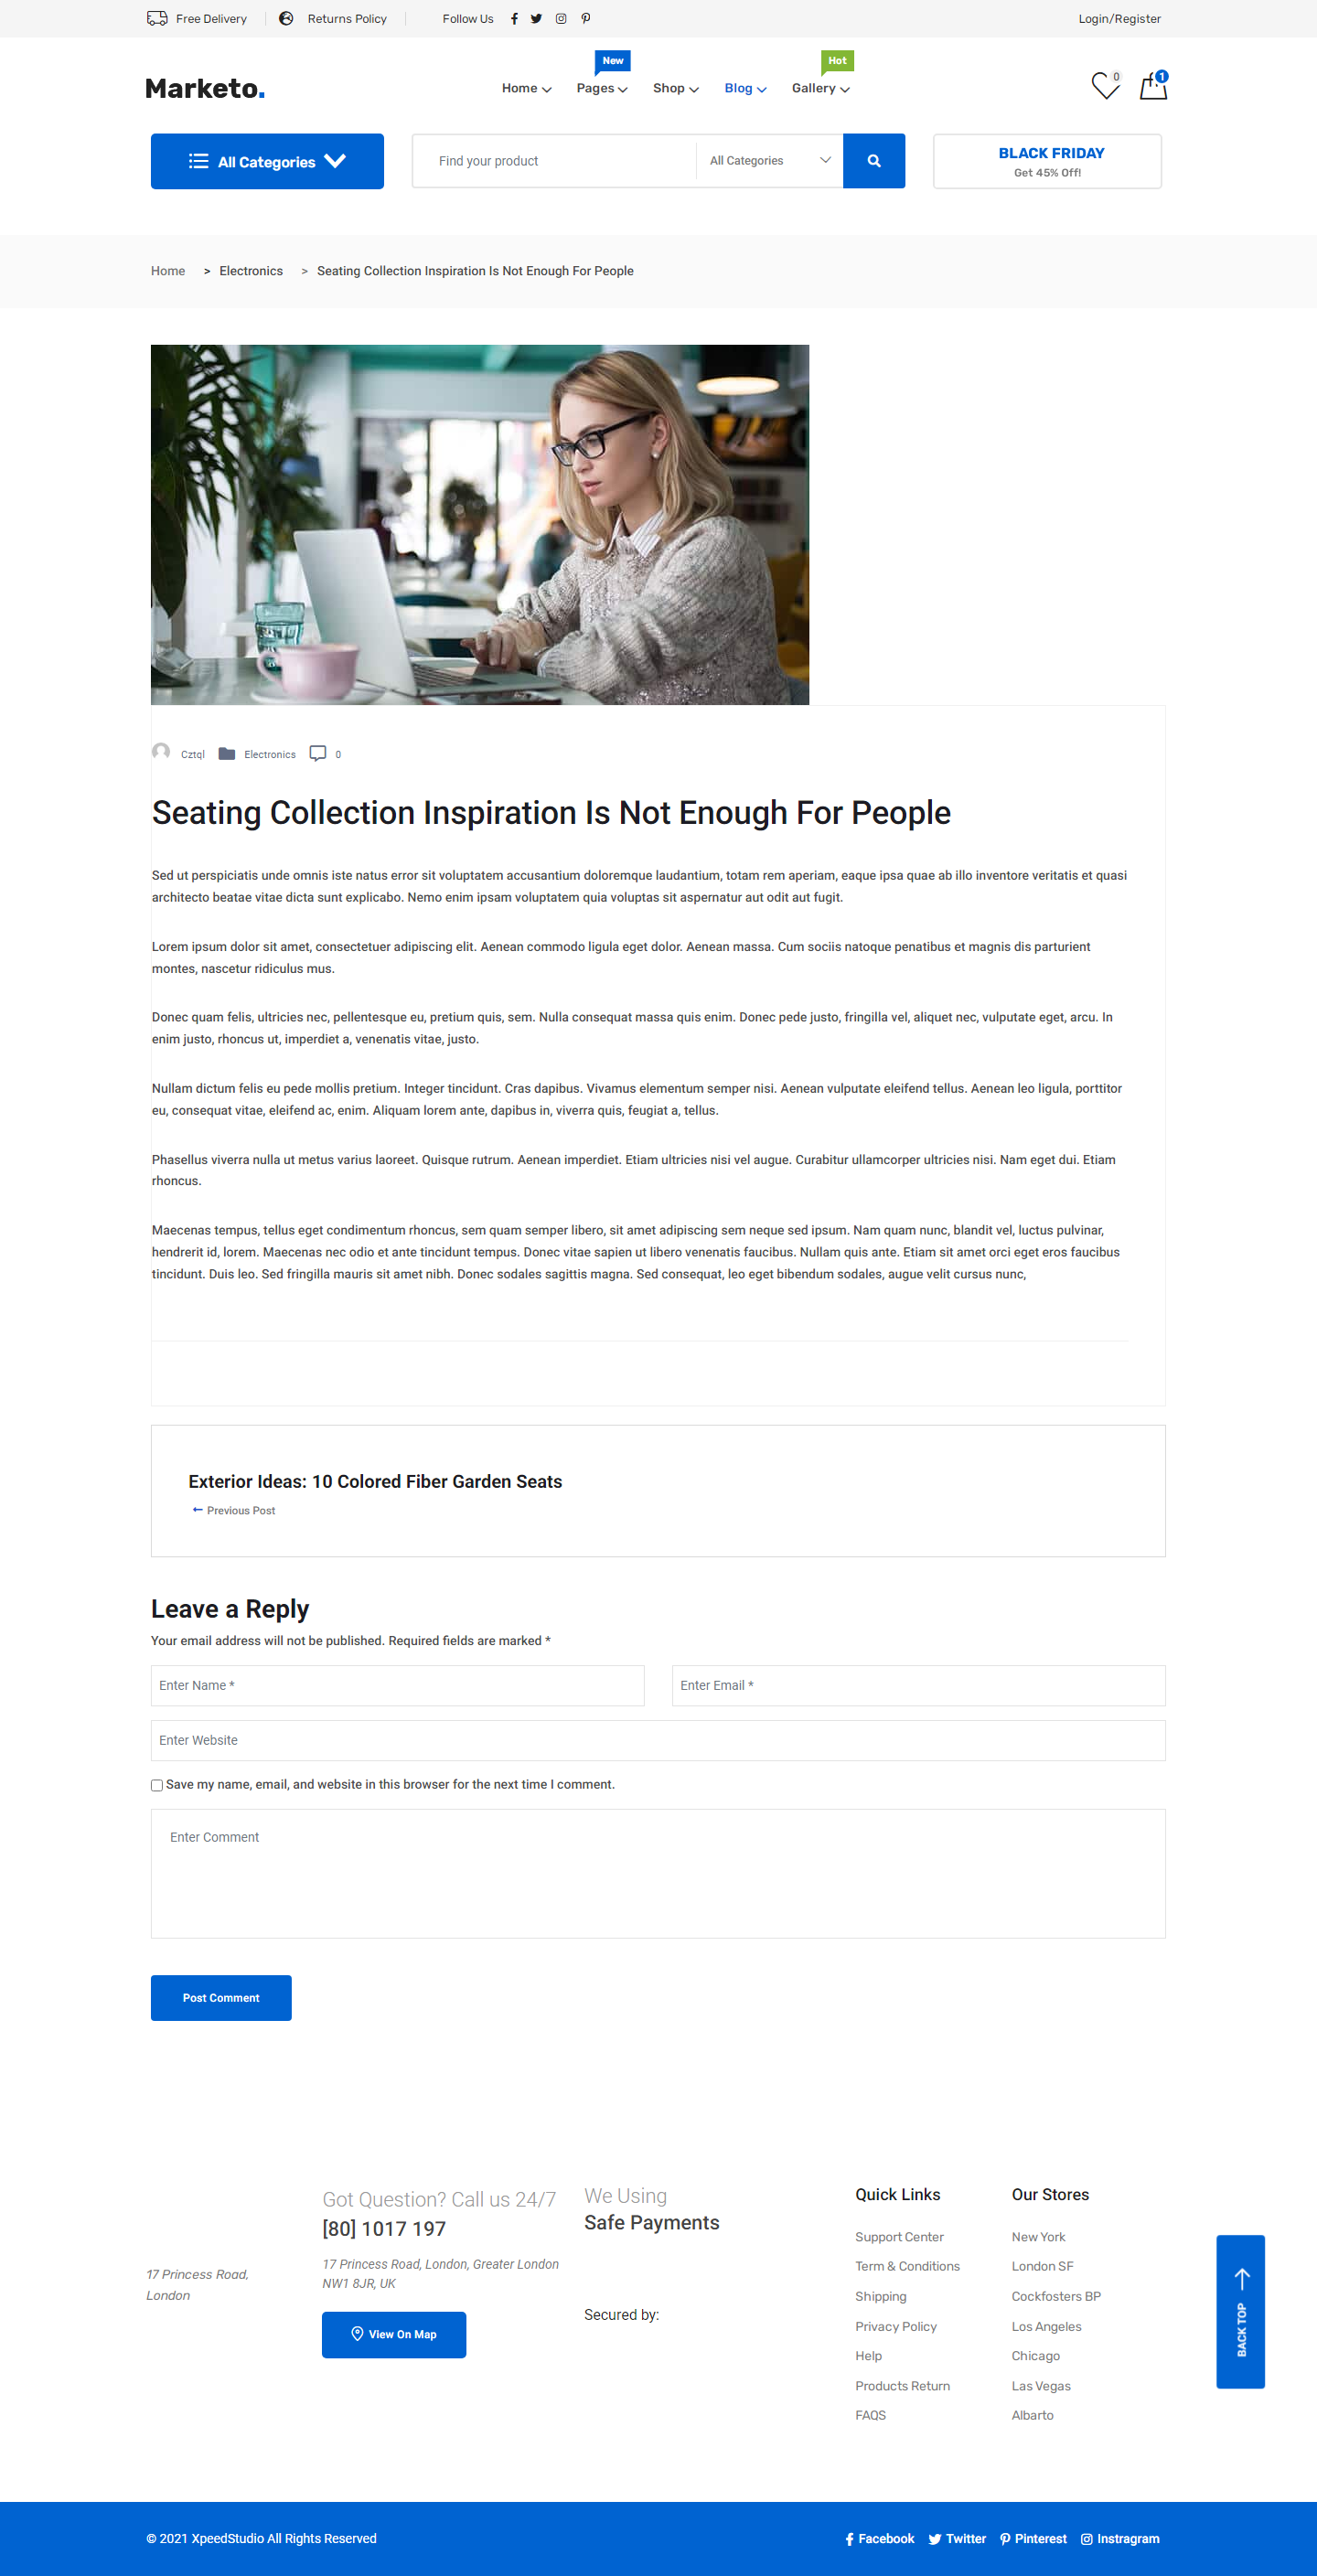 Free Delivery
Returns Policy
Follow Us
Login/Register
New
Hot
Marketo.
Home
Pages
Shop
Blog
Gallery
0
1
All Categories
Find your product
All Categories
BLACK FRIDAY
Get 45% Off!
Home > Electronics > Seating Collection Inspiration Is Not Enough For People
Cztql
Electronics
0
Seating Collection Inspiration Is Not Enough For People
Sed ut perspiciatis unde omnis iste natus error sit voluptatem accusantium doloremque laudantium, totam rem aperiam, eaque ipsa quae ab illo inventore veritatis et quasi
architecto beatae vitae dicta sunt explicabo. Nemo enim ipsam voluptatem quia voluptas sit aspernatur aut odit aut fugit.
Lorem ipsum dolor sit amet, consectetuer adipiscing elit. Aenean commodo ligula eget dolor. Aenean massa. Cum sociis natoque penatibus et magnis dis parturient
montes, nascetur ridiculus mus.
Donec quam felis, ultricies nec, pellentesque eu, pretium quis, sem. Nulla consequat massa quis enim. Donec pede justo, fringilla vel, aliquet nec, vulputate eget, arcu. In
enim justo, rhoncus ut, imperdiet a, venenatis vitae, justo.
Nullam dictum felis eu pede mollis pretium. Integer tincidunt. Cras dapibus. Vivamus elementum semper nisi. Aenean vulputate eleifend tellus. Aenean leo ligula, porttitor
eu, consequat vitae, eleifend ac, enim. Aliquam lorem ante, dapibus in, viverra quis, feugiat a, tellus.
Phasellus viverra nulla ut metus varius laoreet. Quisque rutrum. Aenean imperdiet. Etiam ultricies nisi vel augue. Curabitur ullamcorper ultricies nisi. Nam eget dui. Etiam
rhoncus.
Maecenas tempus, tellus eget condimentum rhoncus, sem quam semper libero, sit amet adipiscing sem neque sed ipsum. Nam quam nunc, blandit vel, luctus pulvinar,
hendrerit id, lorem. Maecenas nec odio et ante tincidunt tempus. Donec vitae sapien ut libero venenatis faucibus. Nullam quis ante. Etiam sit amet orci eget eros faucibus
tincidunt. Duis leo. Sed fringilla mauris sit amet nibh. Donec sodales sagittis magna. Sed consequat, leo eget bibendum sodales, augue velit cursus nunc,
Exterior Ideas: 10 Colored Fiber Garden Seats
Previous Post
Leave a Reply
Your email address will not be published. Required fields are marked *
Enter Name *
Enter Email *
Enter Website
Save my name, email, and website in this browser for the next time I comment.
Enter Comment
Post Comment
17 Princess Road,
London
Got Question? Call us 24/7
[80] 1017 197
17 Princess Road, London, Greater London
NW1 8JR, UK
View On Map
We Using
Safe Payments
Secured by:
Quick Links
Support Center
Term & Conditions
Shipping
Privacy Policy
Help
Products Return
FAQS
Our Stores
New York
London SF
Cockfosters BP
Los Angeles
Chicago
Las Vegas
Albarto
BACK TOP
© 2021 XpeedStudio All Rights Reserved
Facebook
Twitter
Pinterest
Instragram